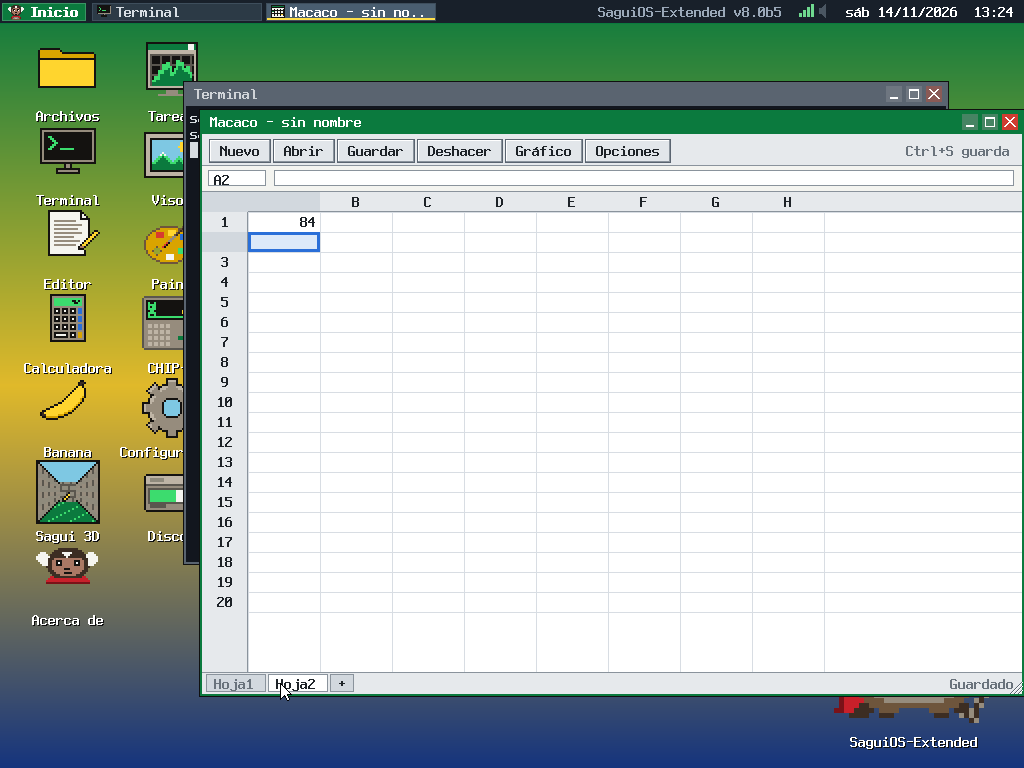 Inicio
Terminal
Macaco - sin no..
SaguiOS-Extended v8.0b5
sáb 14/11/2026
13:24
Archivos
Terminal
Editor
Calculadora
Banana
Sagui 3D
Acerca de
Tarea
Viso
Pain
CHIP-
Configur
Disco
Terminal
Macaco - sin nombre
Nuevo
Abrir
Guardar
Deshacer
Gráfico
Opciones
Ctrl+S guarda
A2
B C D E F G H
1 84
3
4
5
6
7
8
9
10
11
12
13
14
15
16
17
18
19
20
Hoja1
Hoja2
+
Guardado
SaguiOS-Extended